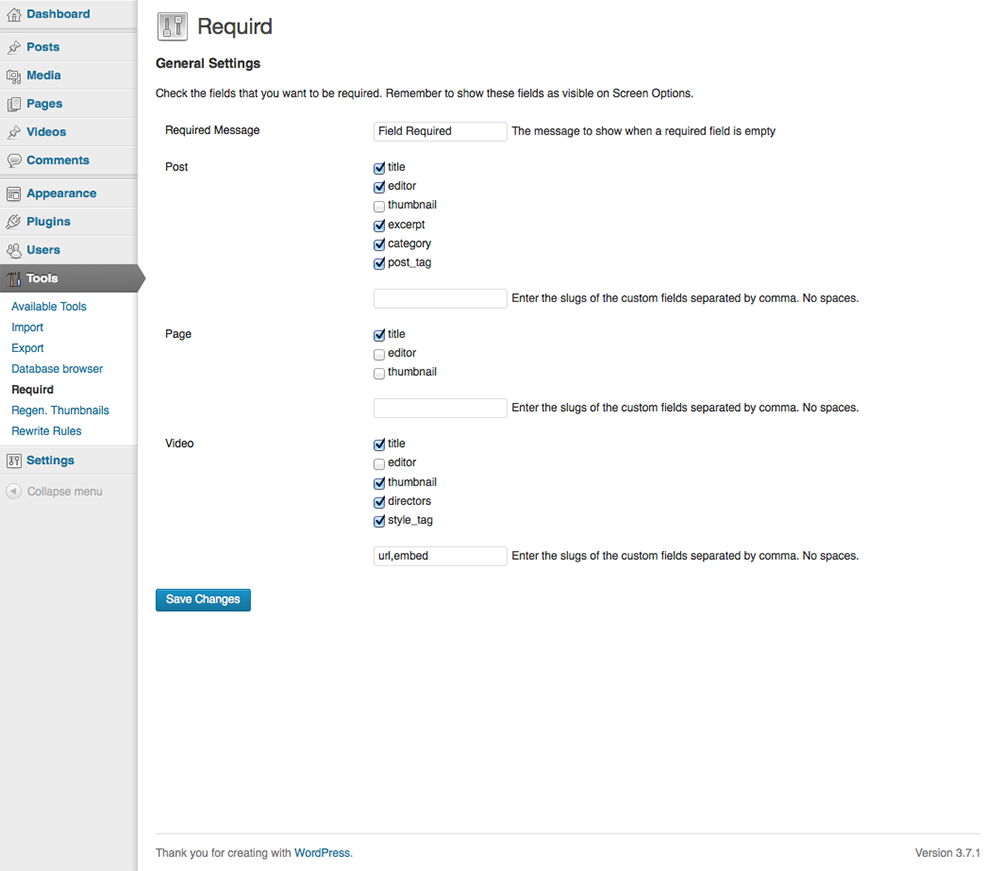 Dashboard
Posts
Media
Pages
Videos
Comments
Appearance
Plugins
Users
Tools
Available Tools
Import
Export
Database browser
Requird
Regen. Thumbnails
Rewrite Rules
Settings
Collapse menu
Requird
General Settings
Check the fields that you want to be required. Remember to show these fields as visible on Screen Options.
Required Message Field Required The message to show when a required field is empty
Post title
editor
thumbnail
excerpt
category
post_tag
Enter the slugs of the custom fields separated by comma. No spaces.
Page title
editor
thumbnail
Enter the slugs of the custom fields separated by comma. No spaces.
Video title
editor
thumbnail
directors
style_tag
url,embed Enter the slugs of the custom fields separated by comma. No spaces.
Save Changes
Thank you for creating with WordPress. Version 3.7.1